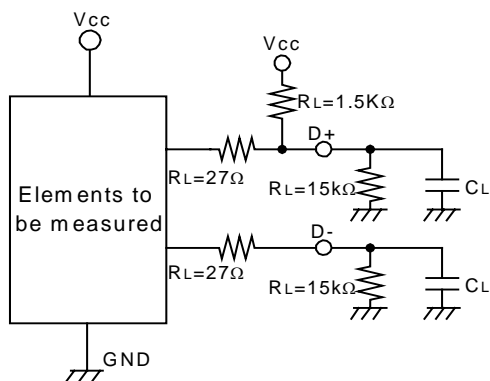 Vcc
Vcc
RL=1.5KΩ
D+
RL=27Ω
RL=15kΩ
CL
Elements to
be measured
D-
RL=27Ω
RL=15kΩ
CL
GND